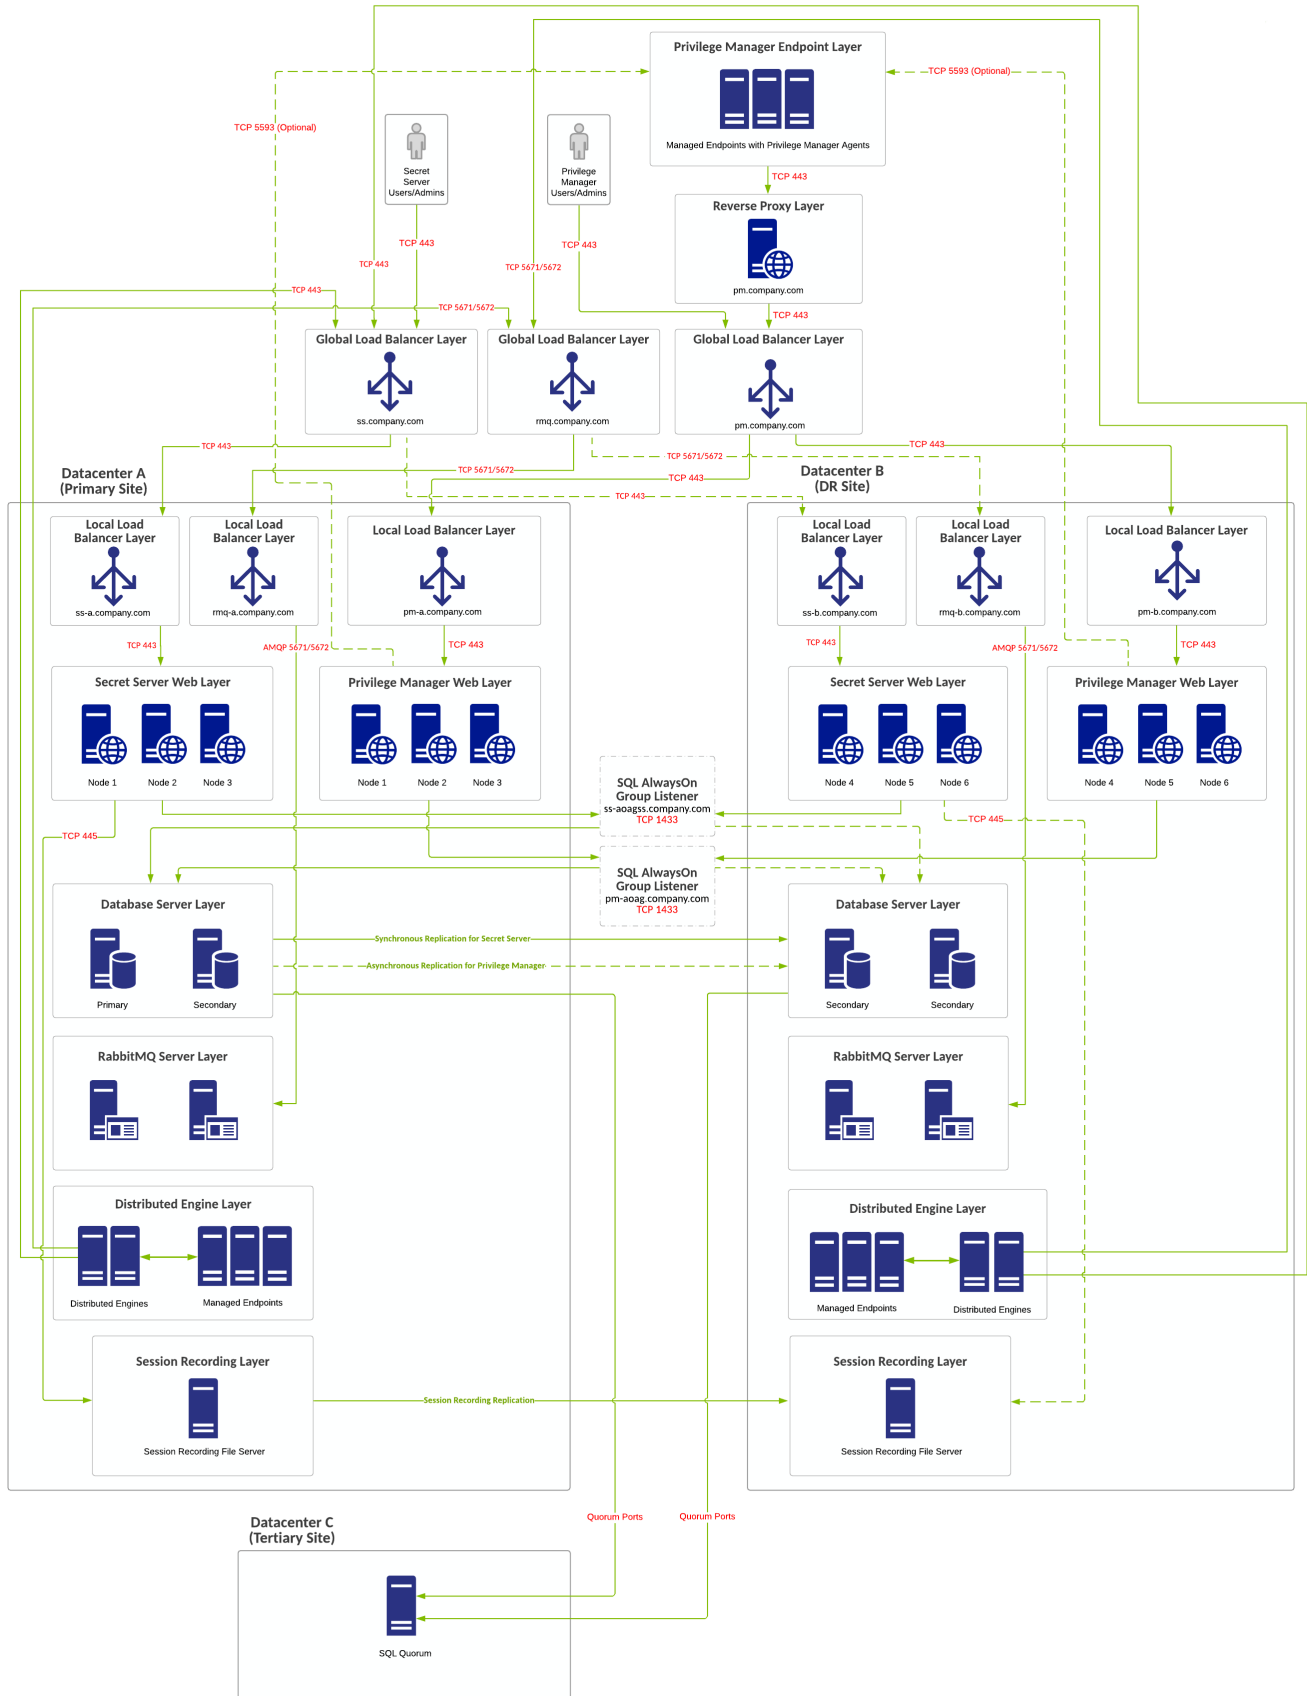 Privilege Manager Endpoint Layer
Managed Endpoints with Privilege Manager Agents
TCP 5593 (Optional)
TCP 5593 (Optional)
Secret
Server
Users/Admins
Privilege
Manager
Users/Admins
TCP 443
Reverse Proxy Layer
pm.company.com
TCP 443
TCP 443
TCP 443
TCP 5671/5672
TCP 443
TCP 5671/5672
TCP 443
Global Load Balancer Layer
ss.company.com
Global Load Balancer Layer
rmq.company.com
Global Load Balancer Layer
pm.company.com
TCP 443
TCP 443
TCP 5671/5672
TCP 5671/5672
TCP 443
TCP 443
Datacenter A
(Primary Site)
Datacenter B
(DR Site)
Local Load
Balancer Layer
ss-a.company.com
Local Load
Balancer Layer
rmq-a.company.com
Local Load Balancer Layer
pm-a.company.com
Local Load
Balancer Layer
ss-b.company.com
Local Load
Balancer Layer
rmq-b.company.com
Local Load Balancer Layer
pm-b.company.com
TCP 443
AMQP 5671/5672
TCP 443
TCP 443
AMQP 5671/5672
TCP 443
Secret Server Web Layer
Node 1
Node 2
Node 3
Privilege Manager Web Layer
Node 1
Node 2
Node 3
Secret Server Web Layer
Node 4
Node 5
Node 6
Privilege Manager Web Layer
Node 4
Node 5
Node 6
SQL AlwaysOn
Group Listener
ss-aoagss.company.com
TCP 1433
TCP 445
TCP 445
SQL AlwaysOn
Group Listener
pm-aoag.company.com
TCP 1433
Database Server Layer
Primary
Secondary
Database Server Layer
Secondary
Secondary
Synchronous Replication for Secret Server
Asynchronous Replication for Privilege Manager
RabbitMQ Server Layer
RabbitMQ Server Layer
Distributed Engine Layer
Distributed Engines
Managed Endpoints
Distributed Engine Layer
Managed Endpoints
Distributed Engines
Session Recording Layer
Session Recording File Server
Session Recording Replication
Session Recording Layer
Session Recording File Server
Quorum Ports
Quorum Ports
Datacenter C
(Tertiary Site)
SQL Quorum